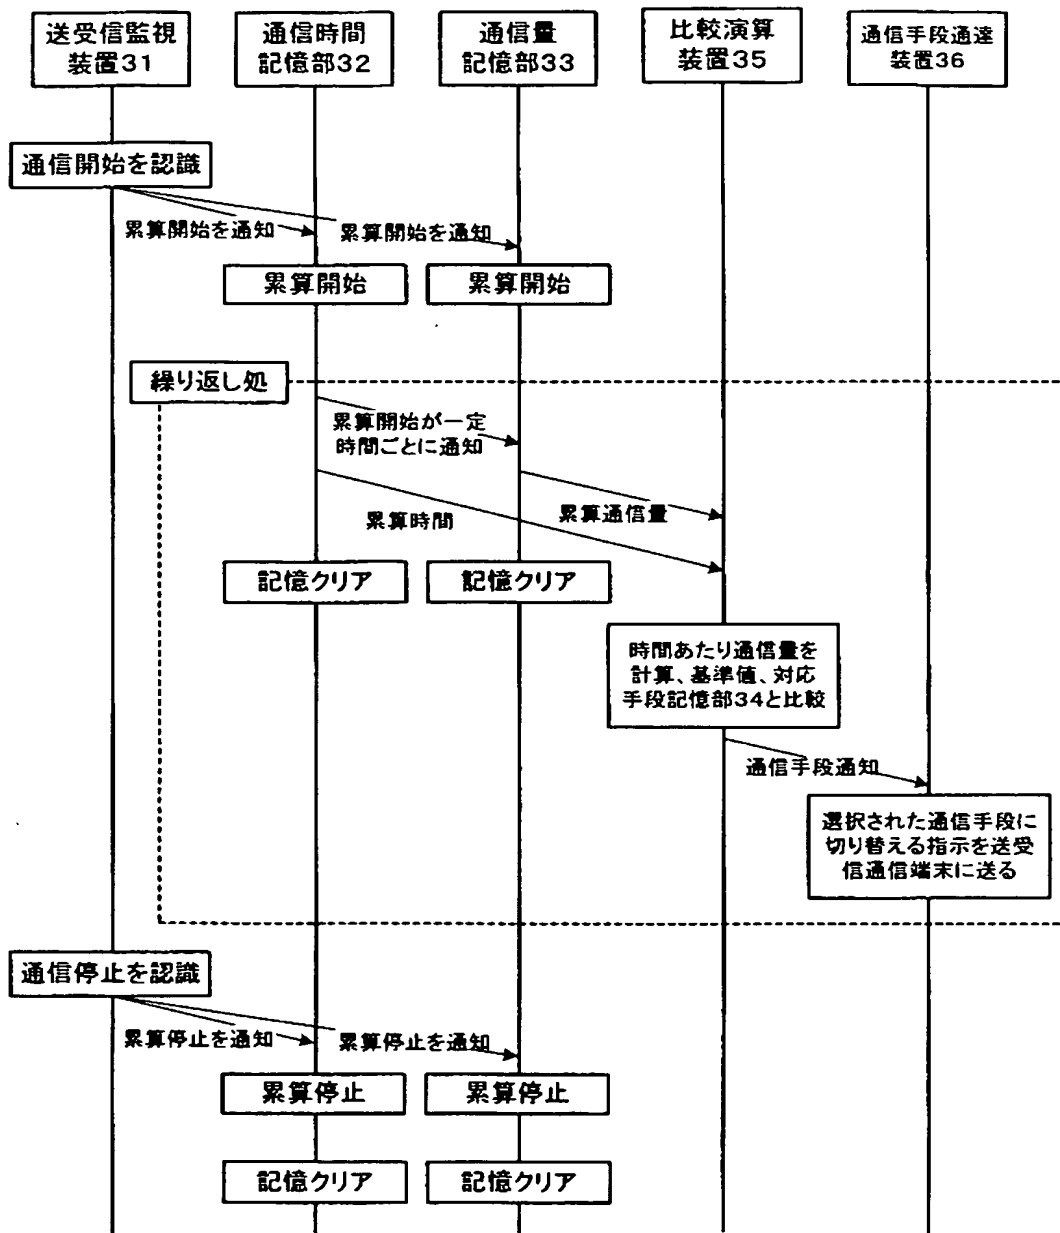 送受信監視
装置31
通信時間
記憶部32
通信量
記憶部33
比較演算
装置35
通信手段通達
装置36
通信開始を認識
累算開始を通知
累算開始を通知
累算開始
累算開始
繰り返し処
累算開始が一定
時間ごとに通知
累算時間
累算通信量
記憶クリア
記憶クリア
時間あたり通信量を
計算、基準値、対応
手段記憶部34と比較
通信手段通知
選択された通信手段に
切り替える指示を送受
信通信端末に送る
通信停止を認識
累算停止を通知
累算停止を通知
累算停止
累算停止
記憶クリア
記憶クリア